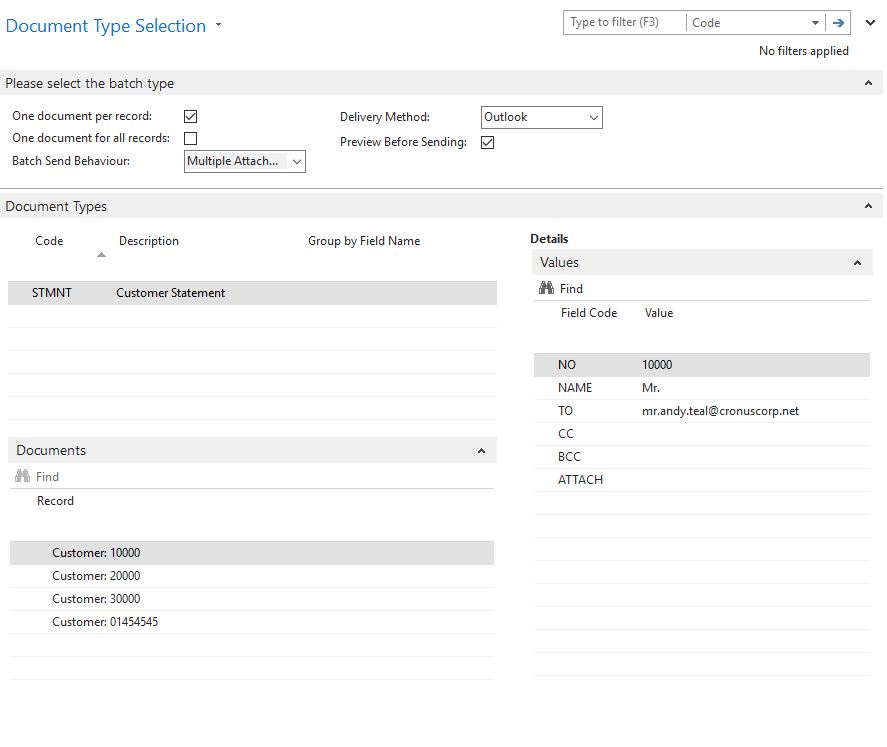 Document Type Selection
Type to filter (F3)
Code
No filters applied
Please select the batch type
One document per record:
One document for all records:
Batch Send Behaviour: Multiple Attach...
Delivery Method: Outlook
Preview Before Sending:
Document Types
Code Description Group by Field Name
STMNT Customer Statement
Documents
Find
Record
Customer: 10000
Customer: 20000
Customer: 30000
Customer: 01454545
Details
Values
Find
Field Code Value
NO 10000
NAME Mr.
TO mr.andy.teal@cronuscorp.net
CC
BCC
ATTACH